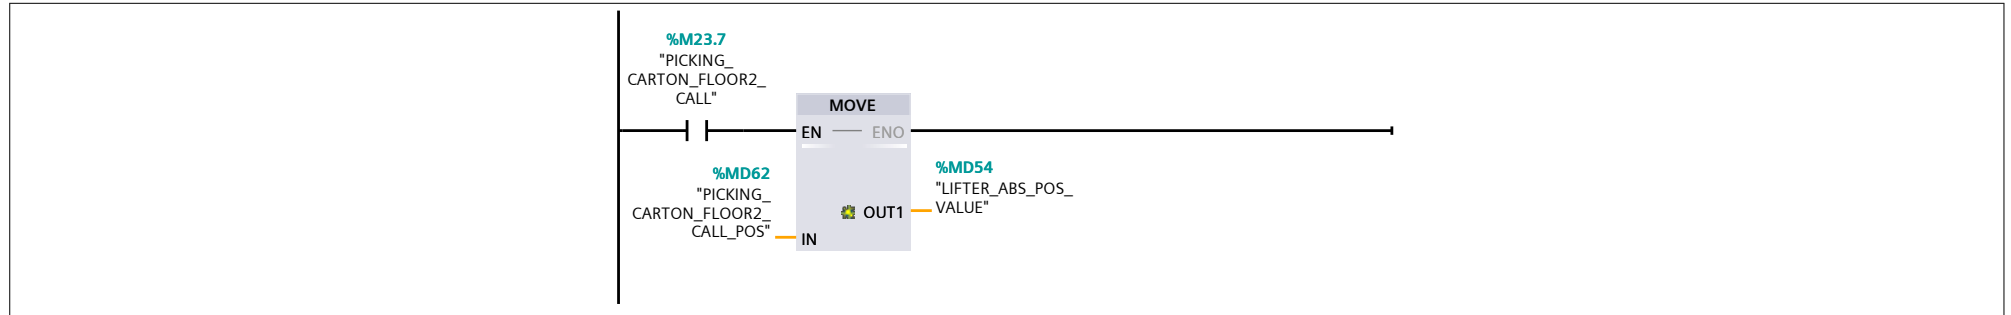 %M23.7
"PICKING_
CARTON_FLOOR2_
CALL"
MOVE
EN
ENO
%MD62
"PICKING_
CARTON_FLOOR2_
CALL_POS"
IN
%MD54
"LIFTER_ABS_POS_
VALUE"
OUT1